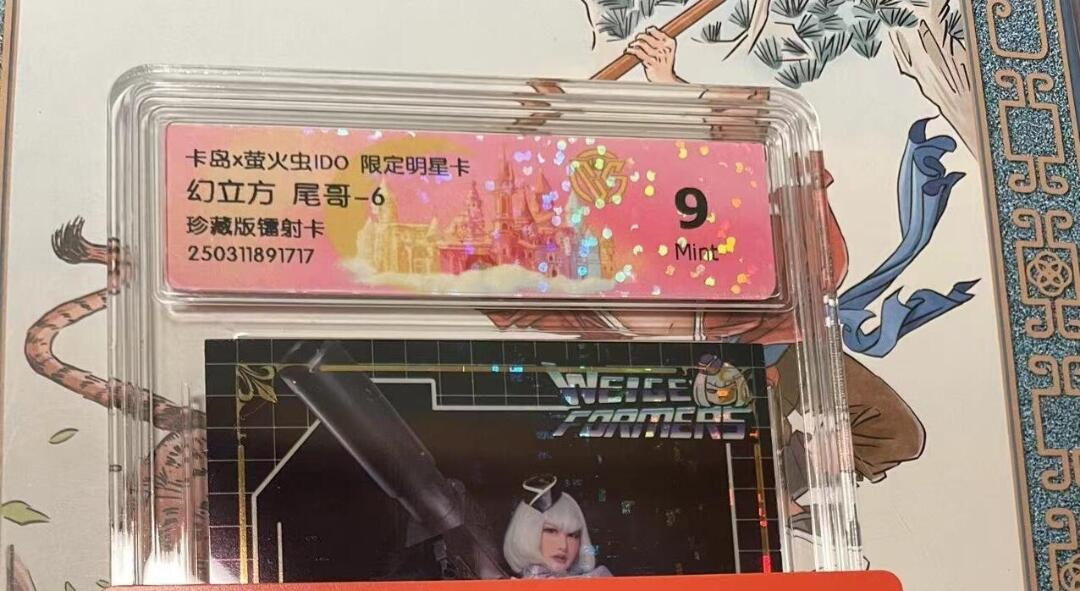 卡岛x萤火虫IDO 限定明星卡
幻立方 尾哥-6
珍藏版镭射卡
250311891717
9
Mint
WEIGE
FORMERS